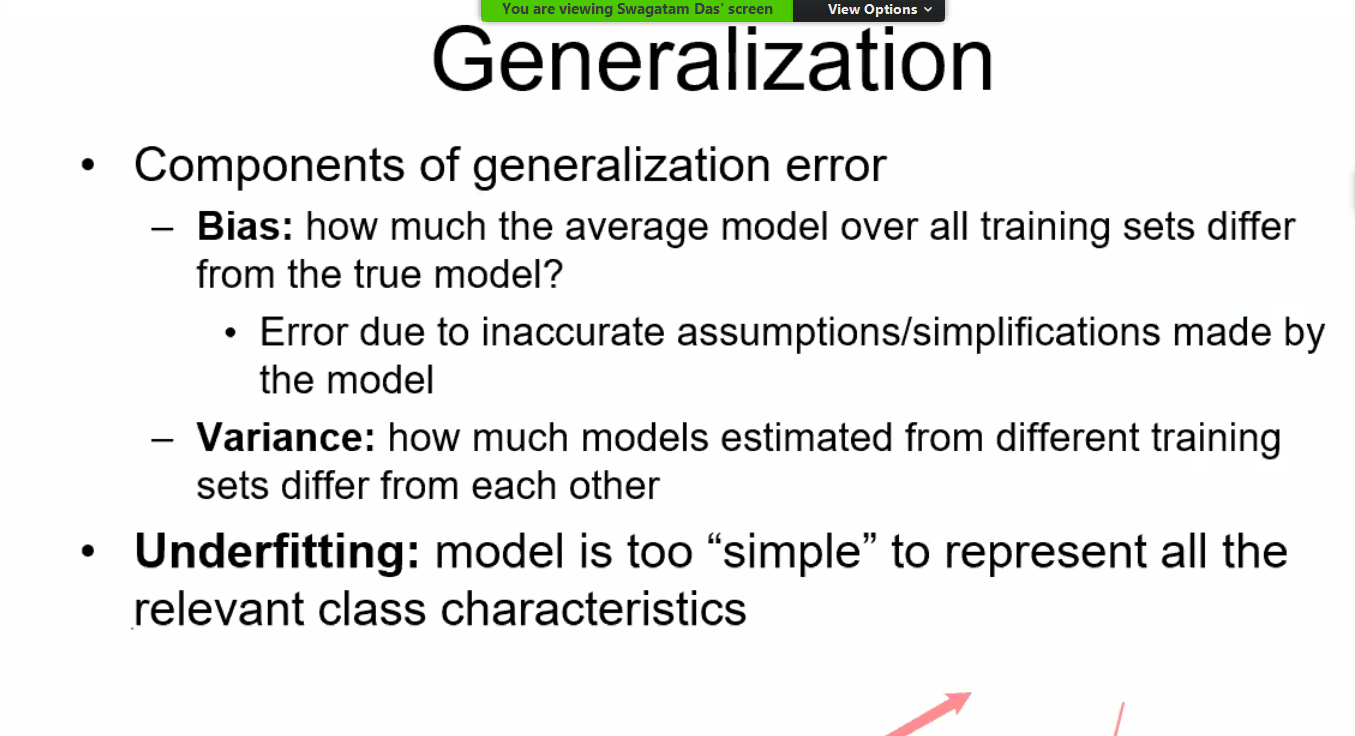 You are viewing Swagatam Das' screen View Options
Generalization
• Components of generalization error
– Bias: how much the average model over all training sets differ
from the true model?
• Error due to inaccurate assumptions/simplifications made by
the model
– Variance: how much models estimated from different training
sets differ from each other
• Underfitting: model is too “simple” to represent all the
relevant class characteristics